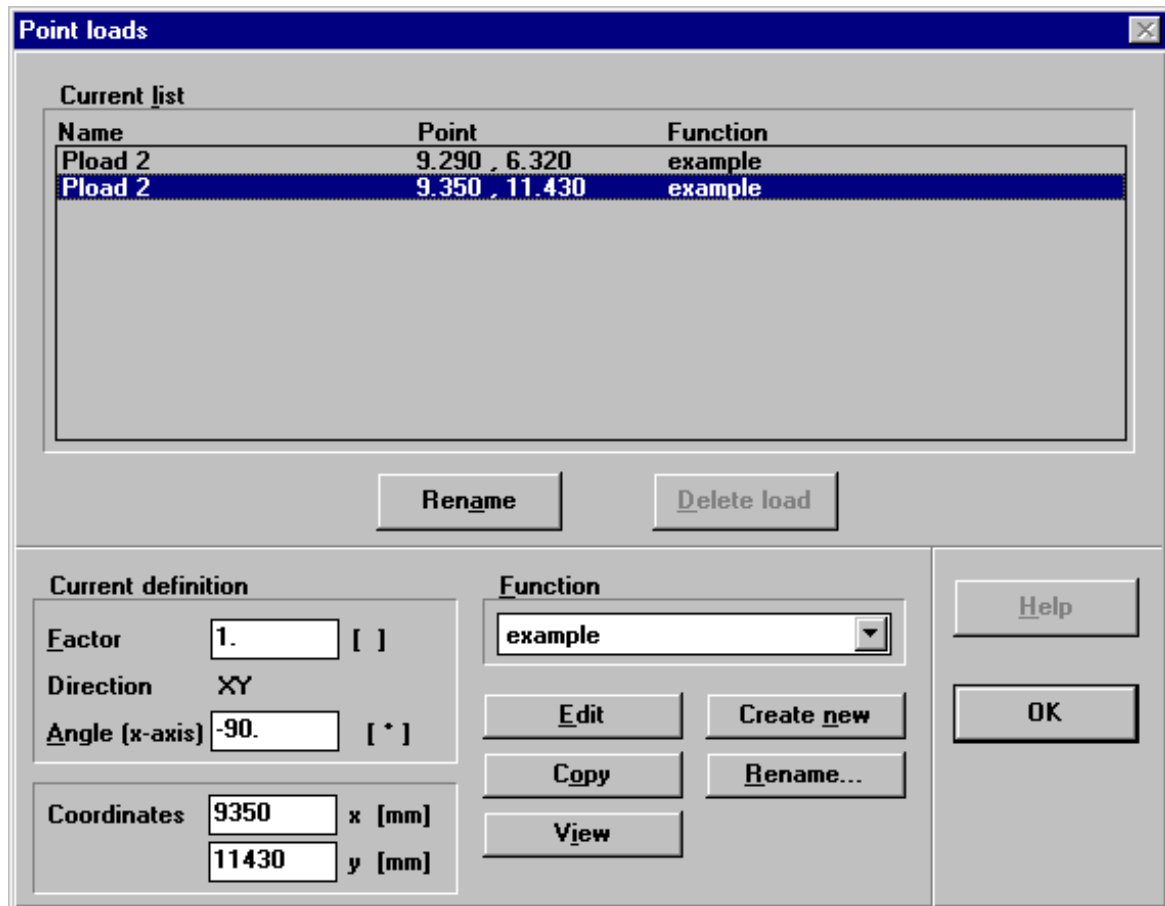 Point loads
Current list
Name Point Function
Pload 2 9.290 , 6.320 example
Pload 2 9.350 , 11.430 example
Rename Delete load
Current definition
Factor 1. [ ]
Direction XY
Angle (x-axis) -90. [ ° ]
Coordinates 9350 x [mm]
11430 y [mm]
Function
example
Edit Create new
Copy Rename...
View
Help
OK